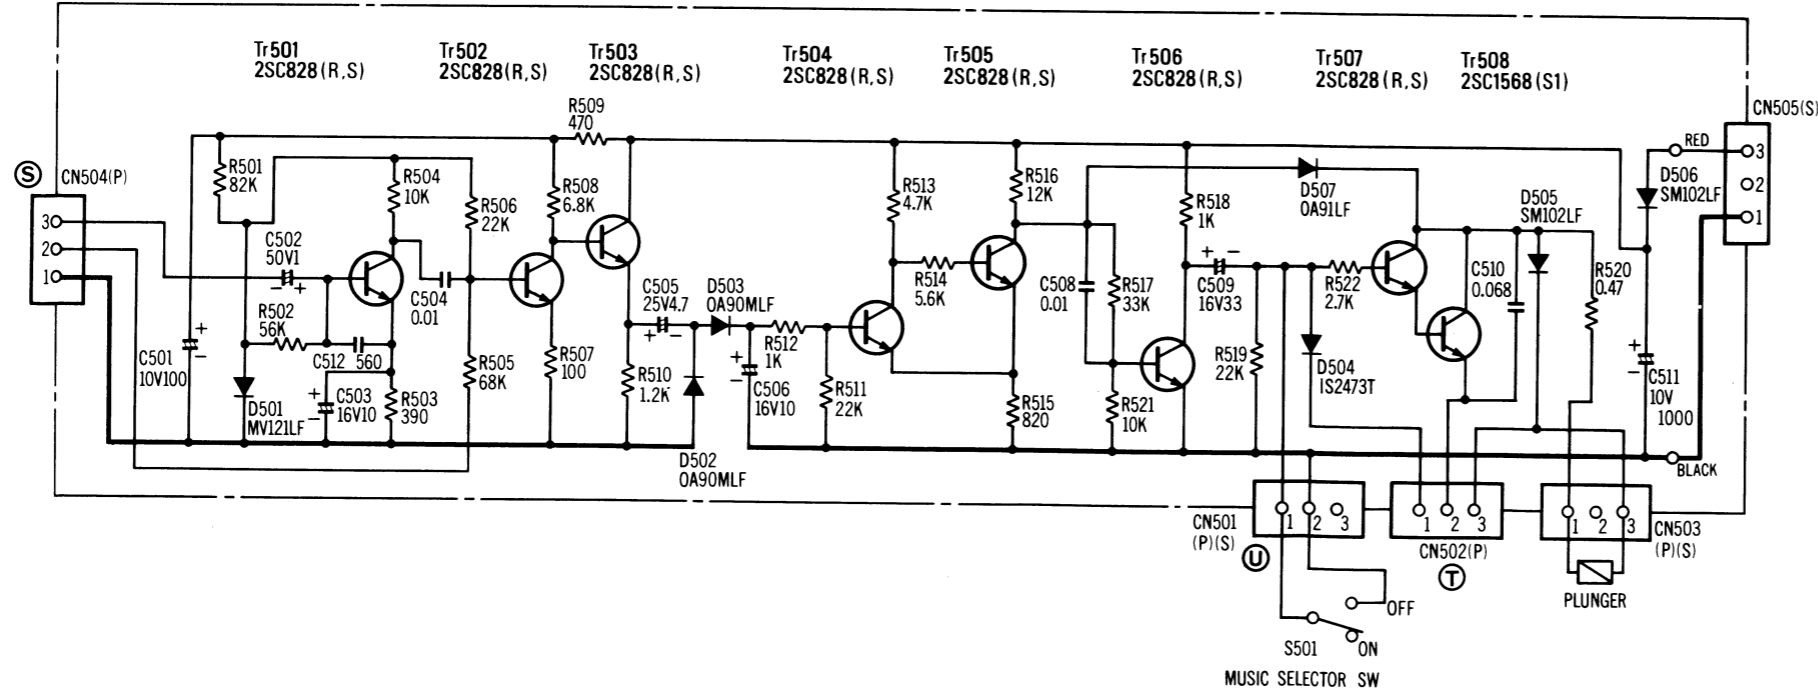 Tr501
2SC828(R,S)
Tr502
2SC828(R,S)
Tr503
2SC828(R,S)
Tr504
2SC828(R,S)
Tr505
2SC828(R,S)
Tr506
2SC828(R,S)
Tr507
2SC828(R,S)
Tr508
2SC1568(S1)
CN505(S)
R509
470
RED
3
2
1
D506
SM102LF
S
CN504(P)
3
2
1
R501
82K
R504
10K
R506
22K
R508
6.8K
R513
4.7K
R516
12K
R518
1K
D507
OA91LF
D505
SM102LF
C502
50V1
- +
C504
0.01
C505
25V4.7
+ -
D503
OA90MLF
R514
5.6K
C508
0.01
R517
33K
+ -
C509
16V33
R522
2.7K
C510
0.068
R520
0.47
R502
56K
C512 560
C501
10V100
+
-
D501
MV121LF
C503
16V10
+
-
R503
390
R505
68K
R507
100
R510
1.2K
R512
1K
+
-
C506
16V10
R511
22K
R515
820
R521
10K
R519
22K
D504
IS2473T
+
-
C511
10V
1000
D502
OA90MLF
BLACK
CN501
(P)(S)
1 2 3
U
1 2 3
CN502(P)
T
1 2 3
CN503
(P)(S)
PLUNGER
OFF
ON
S501
MUSIC SELECTOR SW